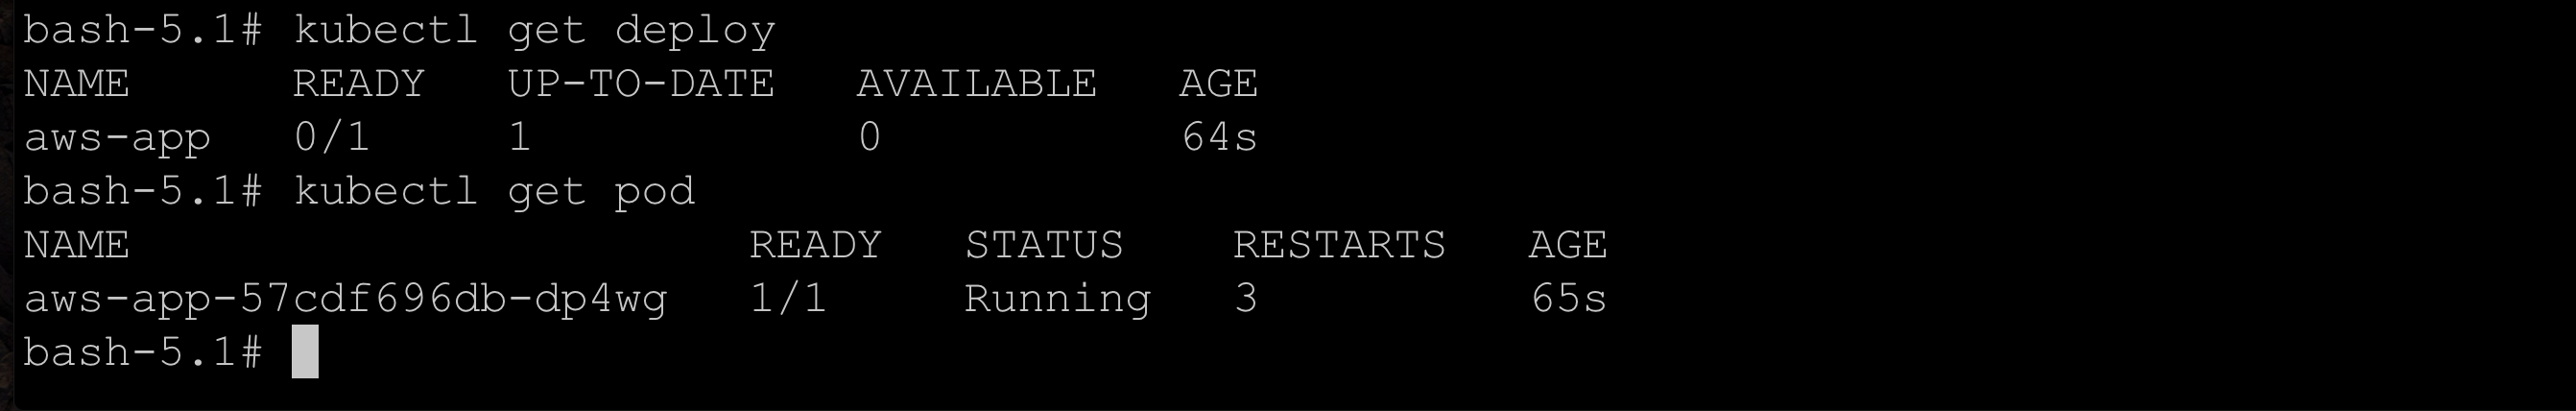 bash-5.1# kubectl get deploy
NAME READY UP-TO-DATE AVAILABLE AGE
aws-app 0/1 1 0 64s
bash-5.1# kubectl get pod
NAME READY STATUS RESTARTS AGE
aws-app-57cdf696db-dp4wg 1/1 Running 3 65s
bash-5.1#